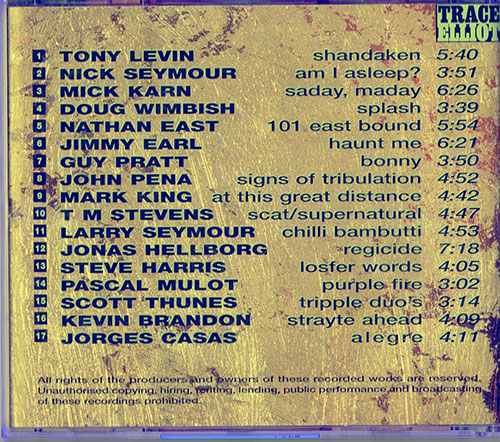 TRACE
ELLIOT
1 TONY LEVIN shandaken 5:40
2 NICK SEYMOUR am I asleep? 3:51
3 MICK KARN saday, maday 6:26
4 DOUG WIMBISH splash 3:39
5 NATHAN EAST 101 east bound 5:54
6 JIMMY EARL haunt me 6:21
7 GUY PRATT bonny 3:50
8 JOHN PENA signs of tribulation 4:52
9 MARK KING at this great distance 4:42
10 T M STEVENS scat/supernatural 4:47
11 LARRY SEYMOUR chilli bambutti 4:53
12 JONAS HELLBORG regicide 7:18
13 STEVE HARRIS losfer words 4:05
14 PASCAL MULOT purple fire 3:02
15 SCOTT THUNES tripple duo's 3:14
16 KEVIN BRANDON strayte ahead 4:09
17 JORGES CASAS alegre 4:11
All rights of the producers and owners of these recorded works are reserved.
Unauthorised copying, hiring, renting, lending, public performance and broadcasting
of these recordings prohibited.